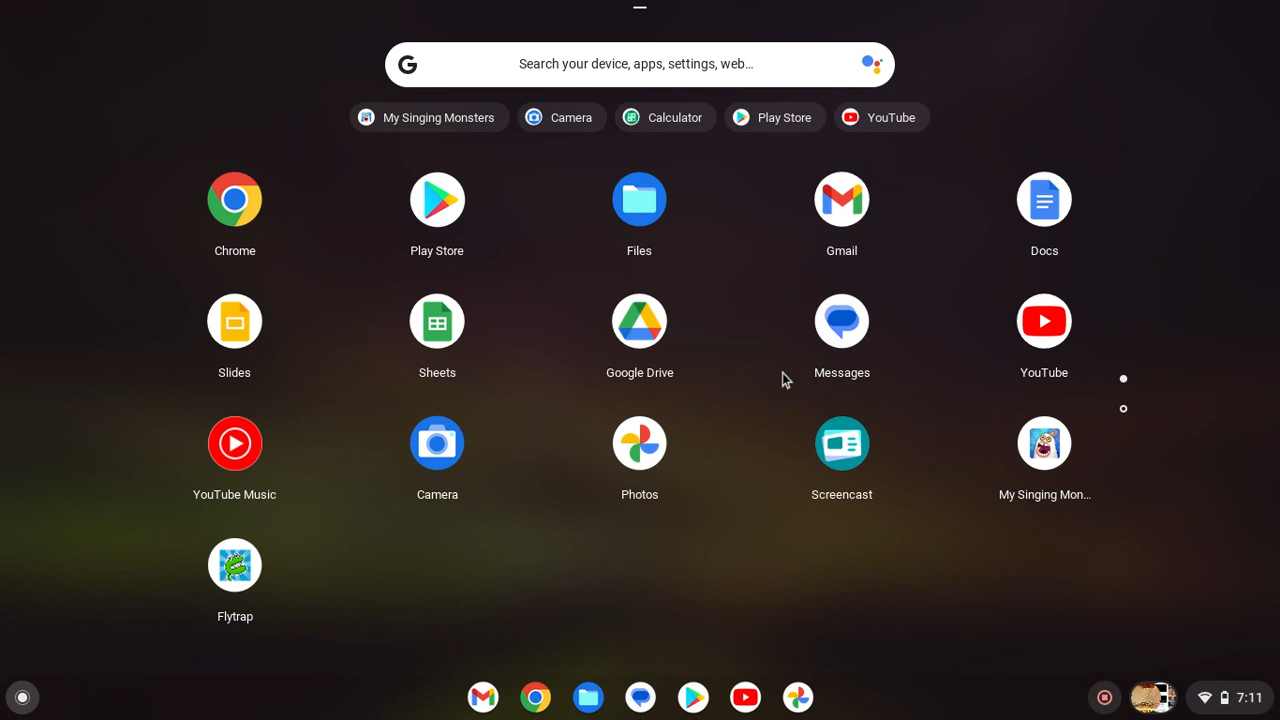 Search your device, apps, settings, web...
My Singing Monsters Camera Calculator Play Store YouTube
Chrome Play Store Files Gmail Docs
Slides Sheets Google Drive Messages YouTube
YouTube Music Camera Photos Screencast My Singing Mon...
Flytrap
7:11